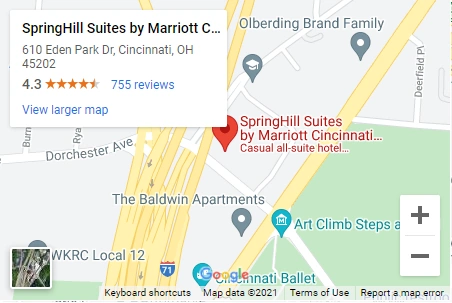 SpringHill Suites by Marriott C...
610 Eden Park Dr, Cincinnati, OH
45202
4.3
755 reviews
View larger map
Olberding Brand Family
Deerfield Pl
SpringHill Suites
by Marriott Cincinnati...
Casual all-suite hotel...
Dorchester Ave
The Baldwin Apartments
Art Climb Steps a
WKRC Local 12
71
Google
Cincinnati Ballet
+
−
Keyboard shortcuts
Map data ©2021
Terms of Use
Report a map error